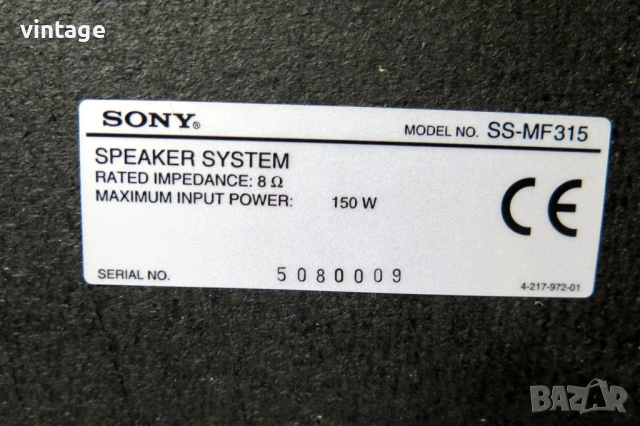 vintage
SONY®
MODEL NO. SS-MF315
SPEAKER SYSTEM
RATED IMPEDANCE: 8 Ω
MAXIMUM INPUT POWER: 150 W
CE
SERIAL NO. 5080009
4-217-972-01
BAZAR